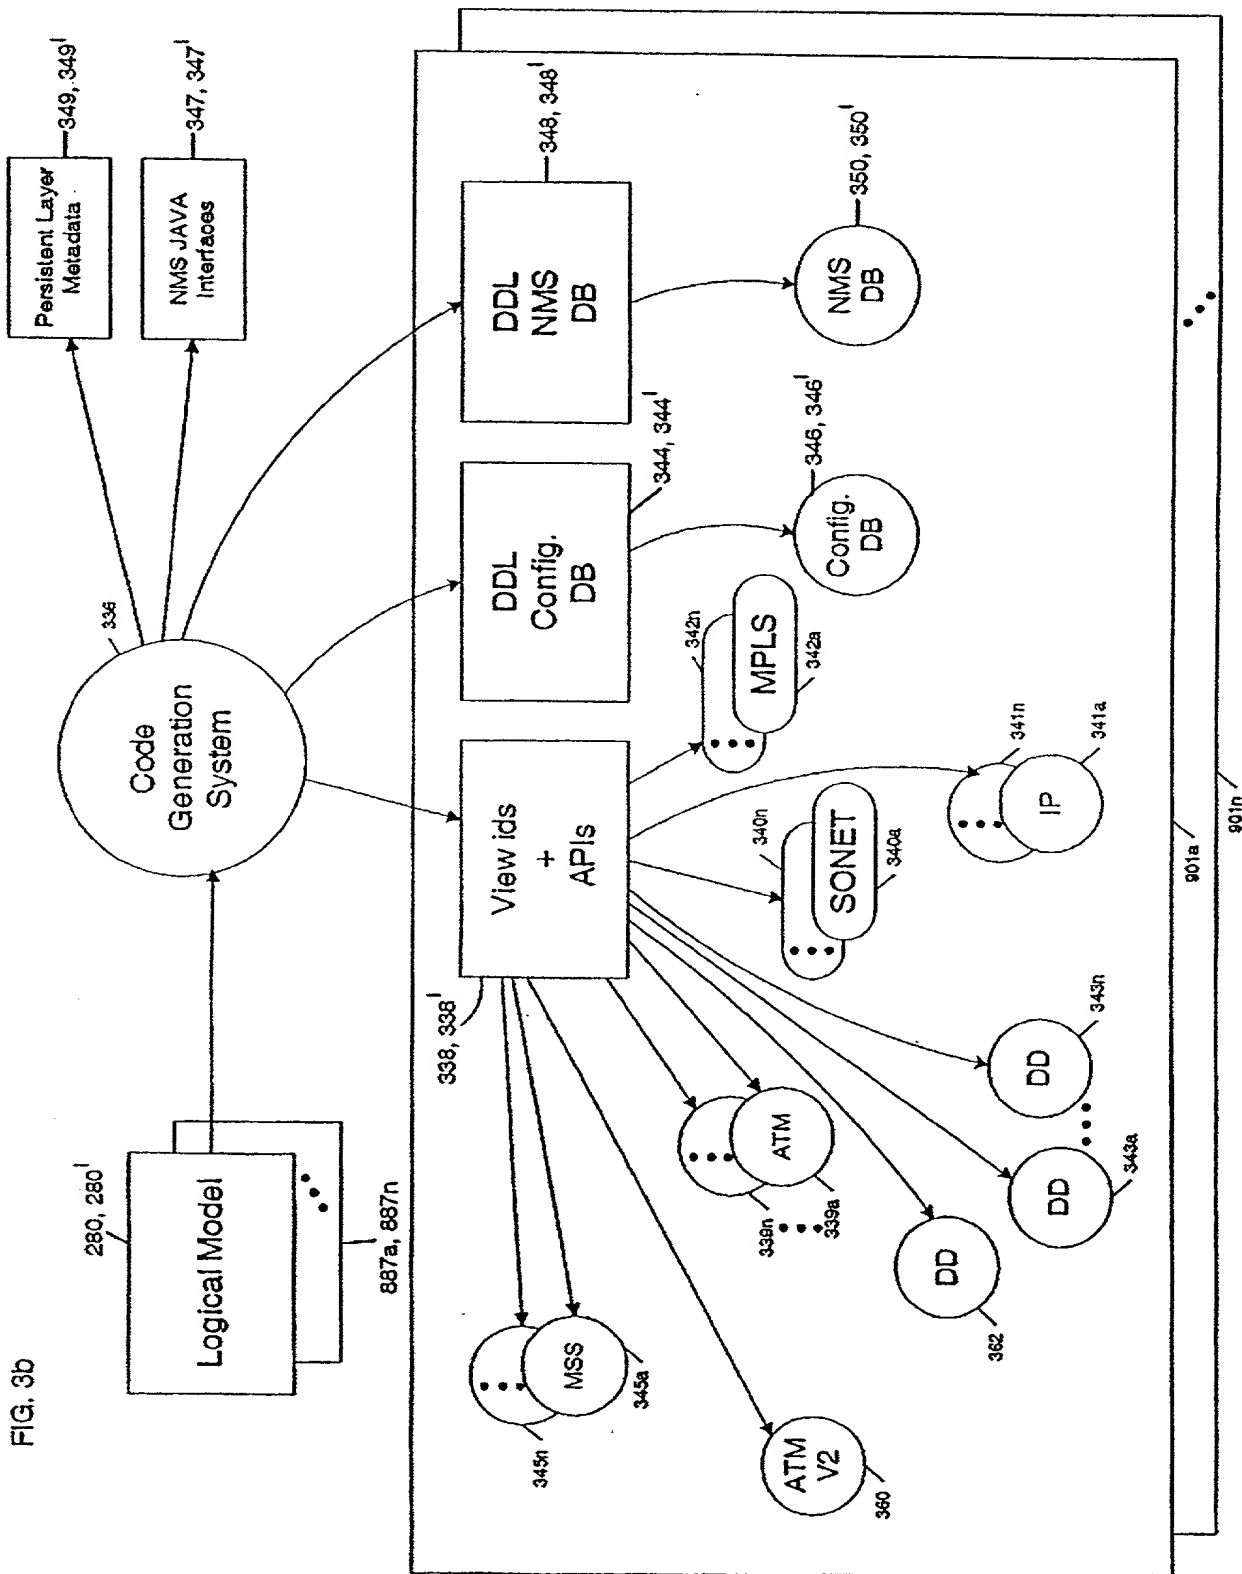 FIG. 3b
280, 280'
Logical Model
887a, 887n
Code
Generation
System
336
Persistent Layer
Metadata
349, 349'
NMS JAVA
Interfaces
347, 347'
338, 338'
View ids
+
APIs
DDL
Config.
DB
344, 344'
DDL
NMS
DB
348, 348'
345n
MSS
345a
ATM
V2
360
339n
ATM
339a
DD
362
DD
343a
DD
343n
340n
SONET
340a
341n
IP
341a
342n
MPLS
342a
Config.
DB
346, 346'
NMS
DB
350, 350'
901a
901n